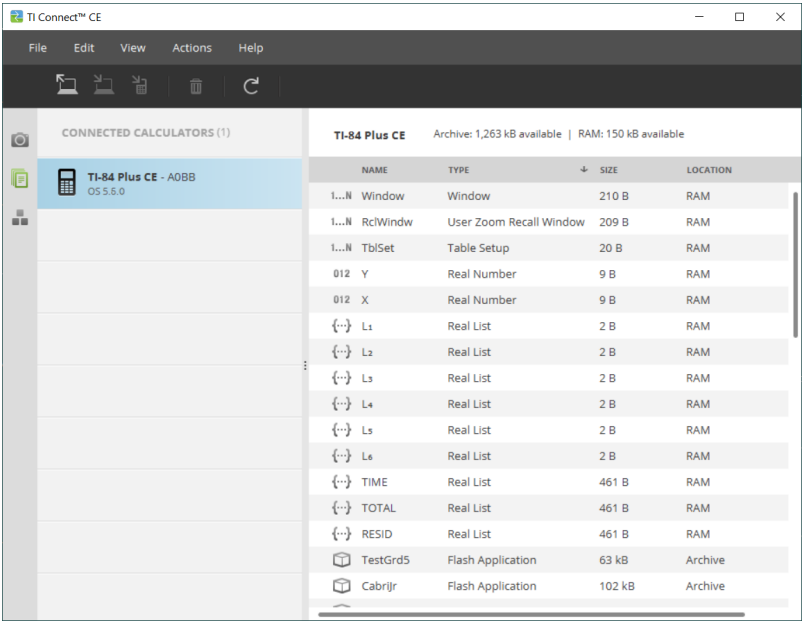 TI Connect™ CE
File Edit View Actions Help
CONNECTED CALCULATORS (1)
TI-84 Plus CE - A0BB
OS 5.6.0
TI-84 Plus CE Archive: 1,263 kB available | RAM: 150 kB available
NAME TYPE SIZE LOCATION
1...N Window Window 210 B RAM
1...N RclWindw User Zoom Recall Window 209 B RAM
1...N TblSet Table Setup 20 B RAM
012 Y Real Number 9 B RAM
012 X Real Number 9 B RAM
{···} L₁ Real List 2 B RAM
{···} L₂ Real List 2 B RAM
{···} L₃ Real List 2 B RAM
{···} L₄ Real List 2 B RAM
{···} L₅ Real List 2 B RAM
{···} L₆ Real List 2 B RAM
{···} TIME Real List 461 B RAM
{···} TOTAL Real List 461 B RAM
{···} RESID Real List 461 B RAM
TestGrd5 Flash Application 63 kB Archive
CabriJr Flash Application 102 kB Archive